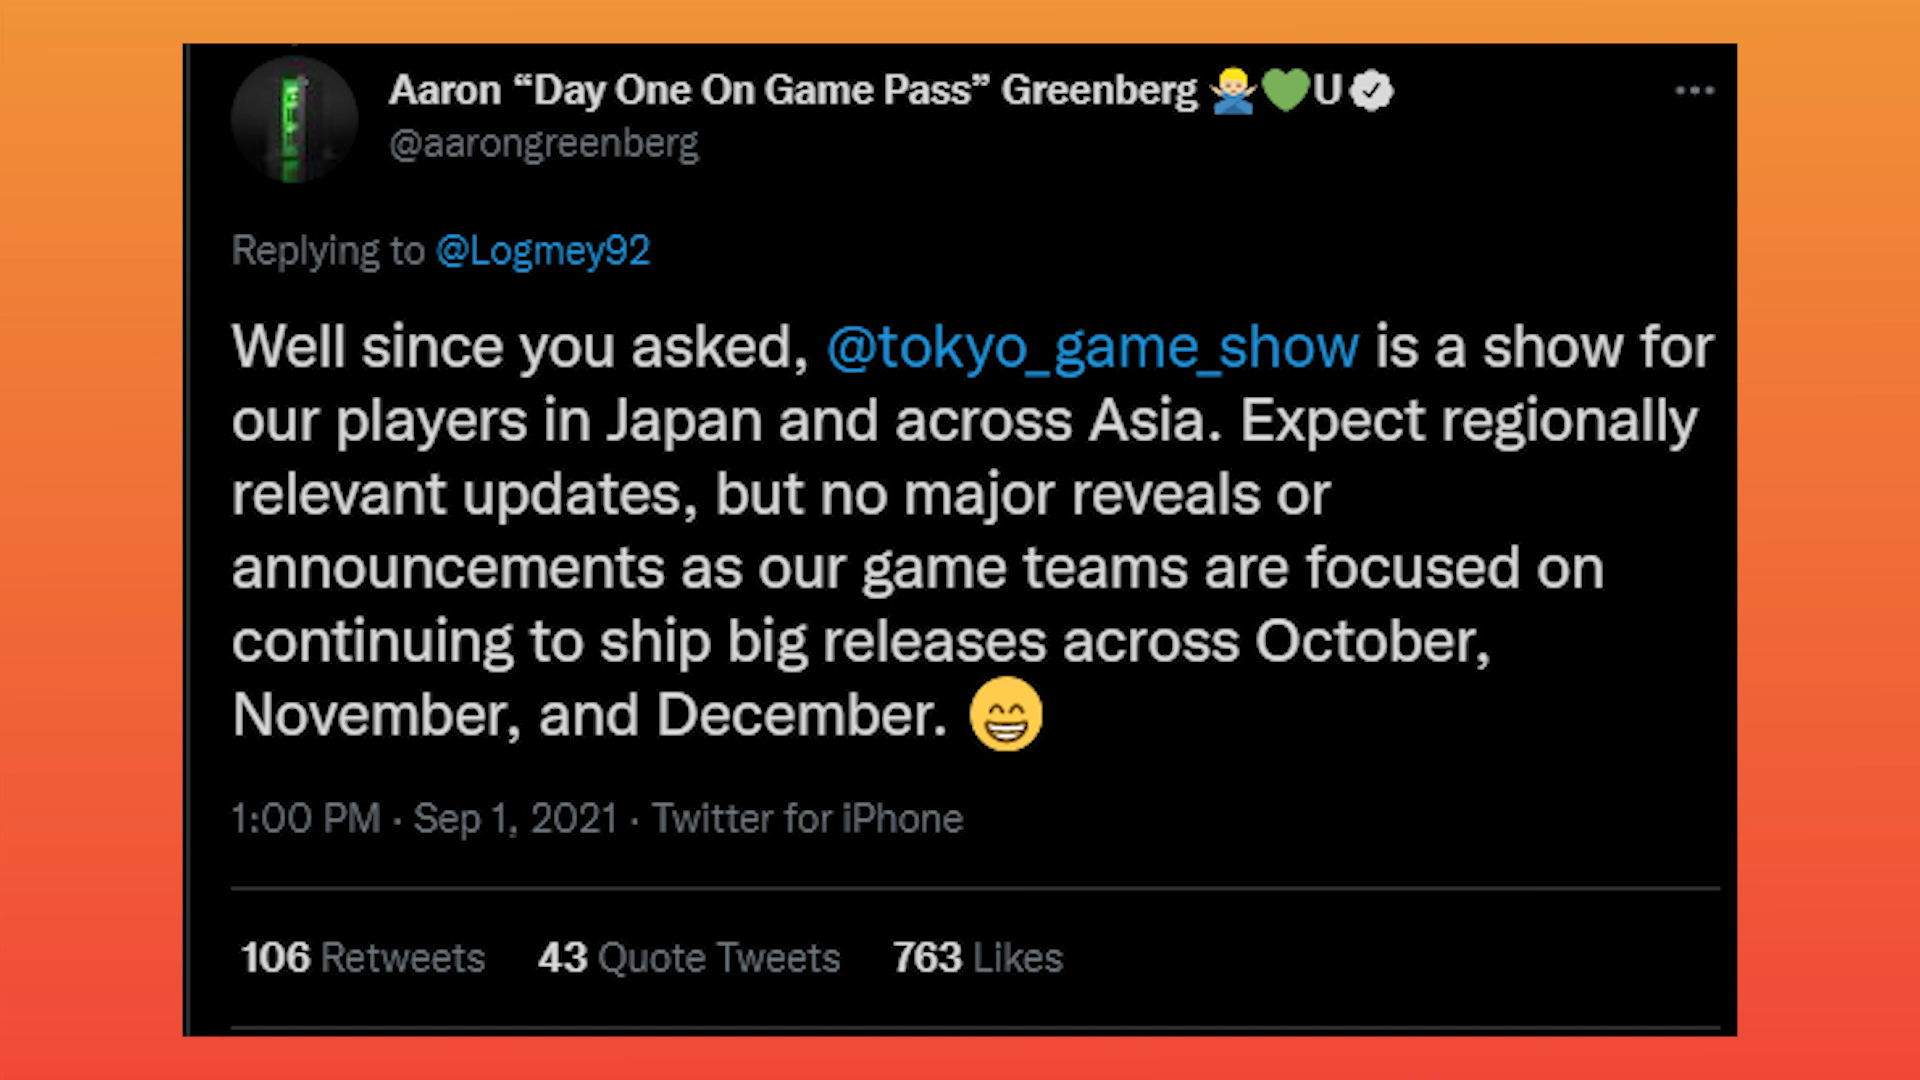 Aaron “Day One On Game Pass” Greenberg 🙅🏼‍♂️💚U
@aarongreenberg
Replying to @Logmey92
Well since you asked, @tokyo_game_show is a show for
our players in Japan and across Asia. Expect regionally
relevant updates, but no major reveals or
announcements as our game teams are focused on
continuing to ship big releases across October,
November, and December. 😁
1:00 PM · Sep 1, 2021 · Twitter for iPhone
106 Retweets 43 Quote Tweets 763 Likes